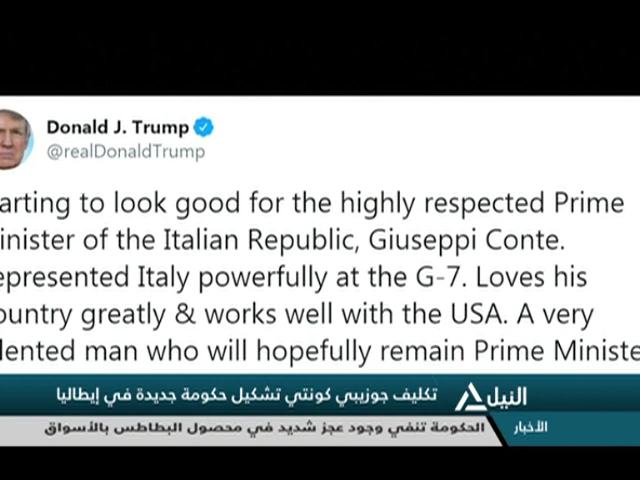 Donald J. Trump
@realDonaldTrump
arting to look good for the highly respected Prime
inister of the Italian Republic, Giuseppi Conte.
epresented Italy powerfully at the G-7. Loves his
ountry greatly & works well with the USA. A very
lented man who will hopefully remain Prime Ministe
تكليف جوزيبي كونتي تشكيل حكومة جديدة في إيطاليا
النيل
الحكومة تنفي وجود عجز شديد في محصول البطاطس بالأسواق
الأخبار